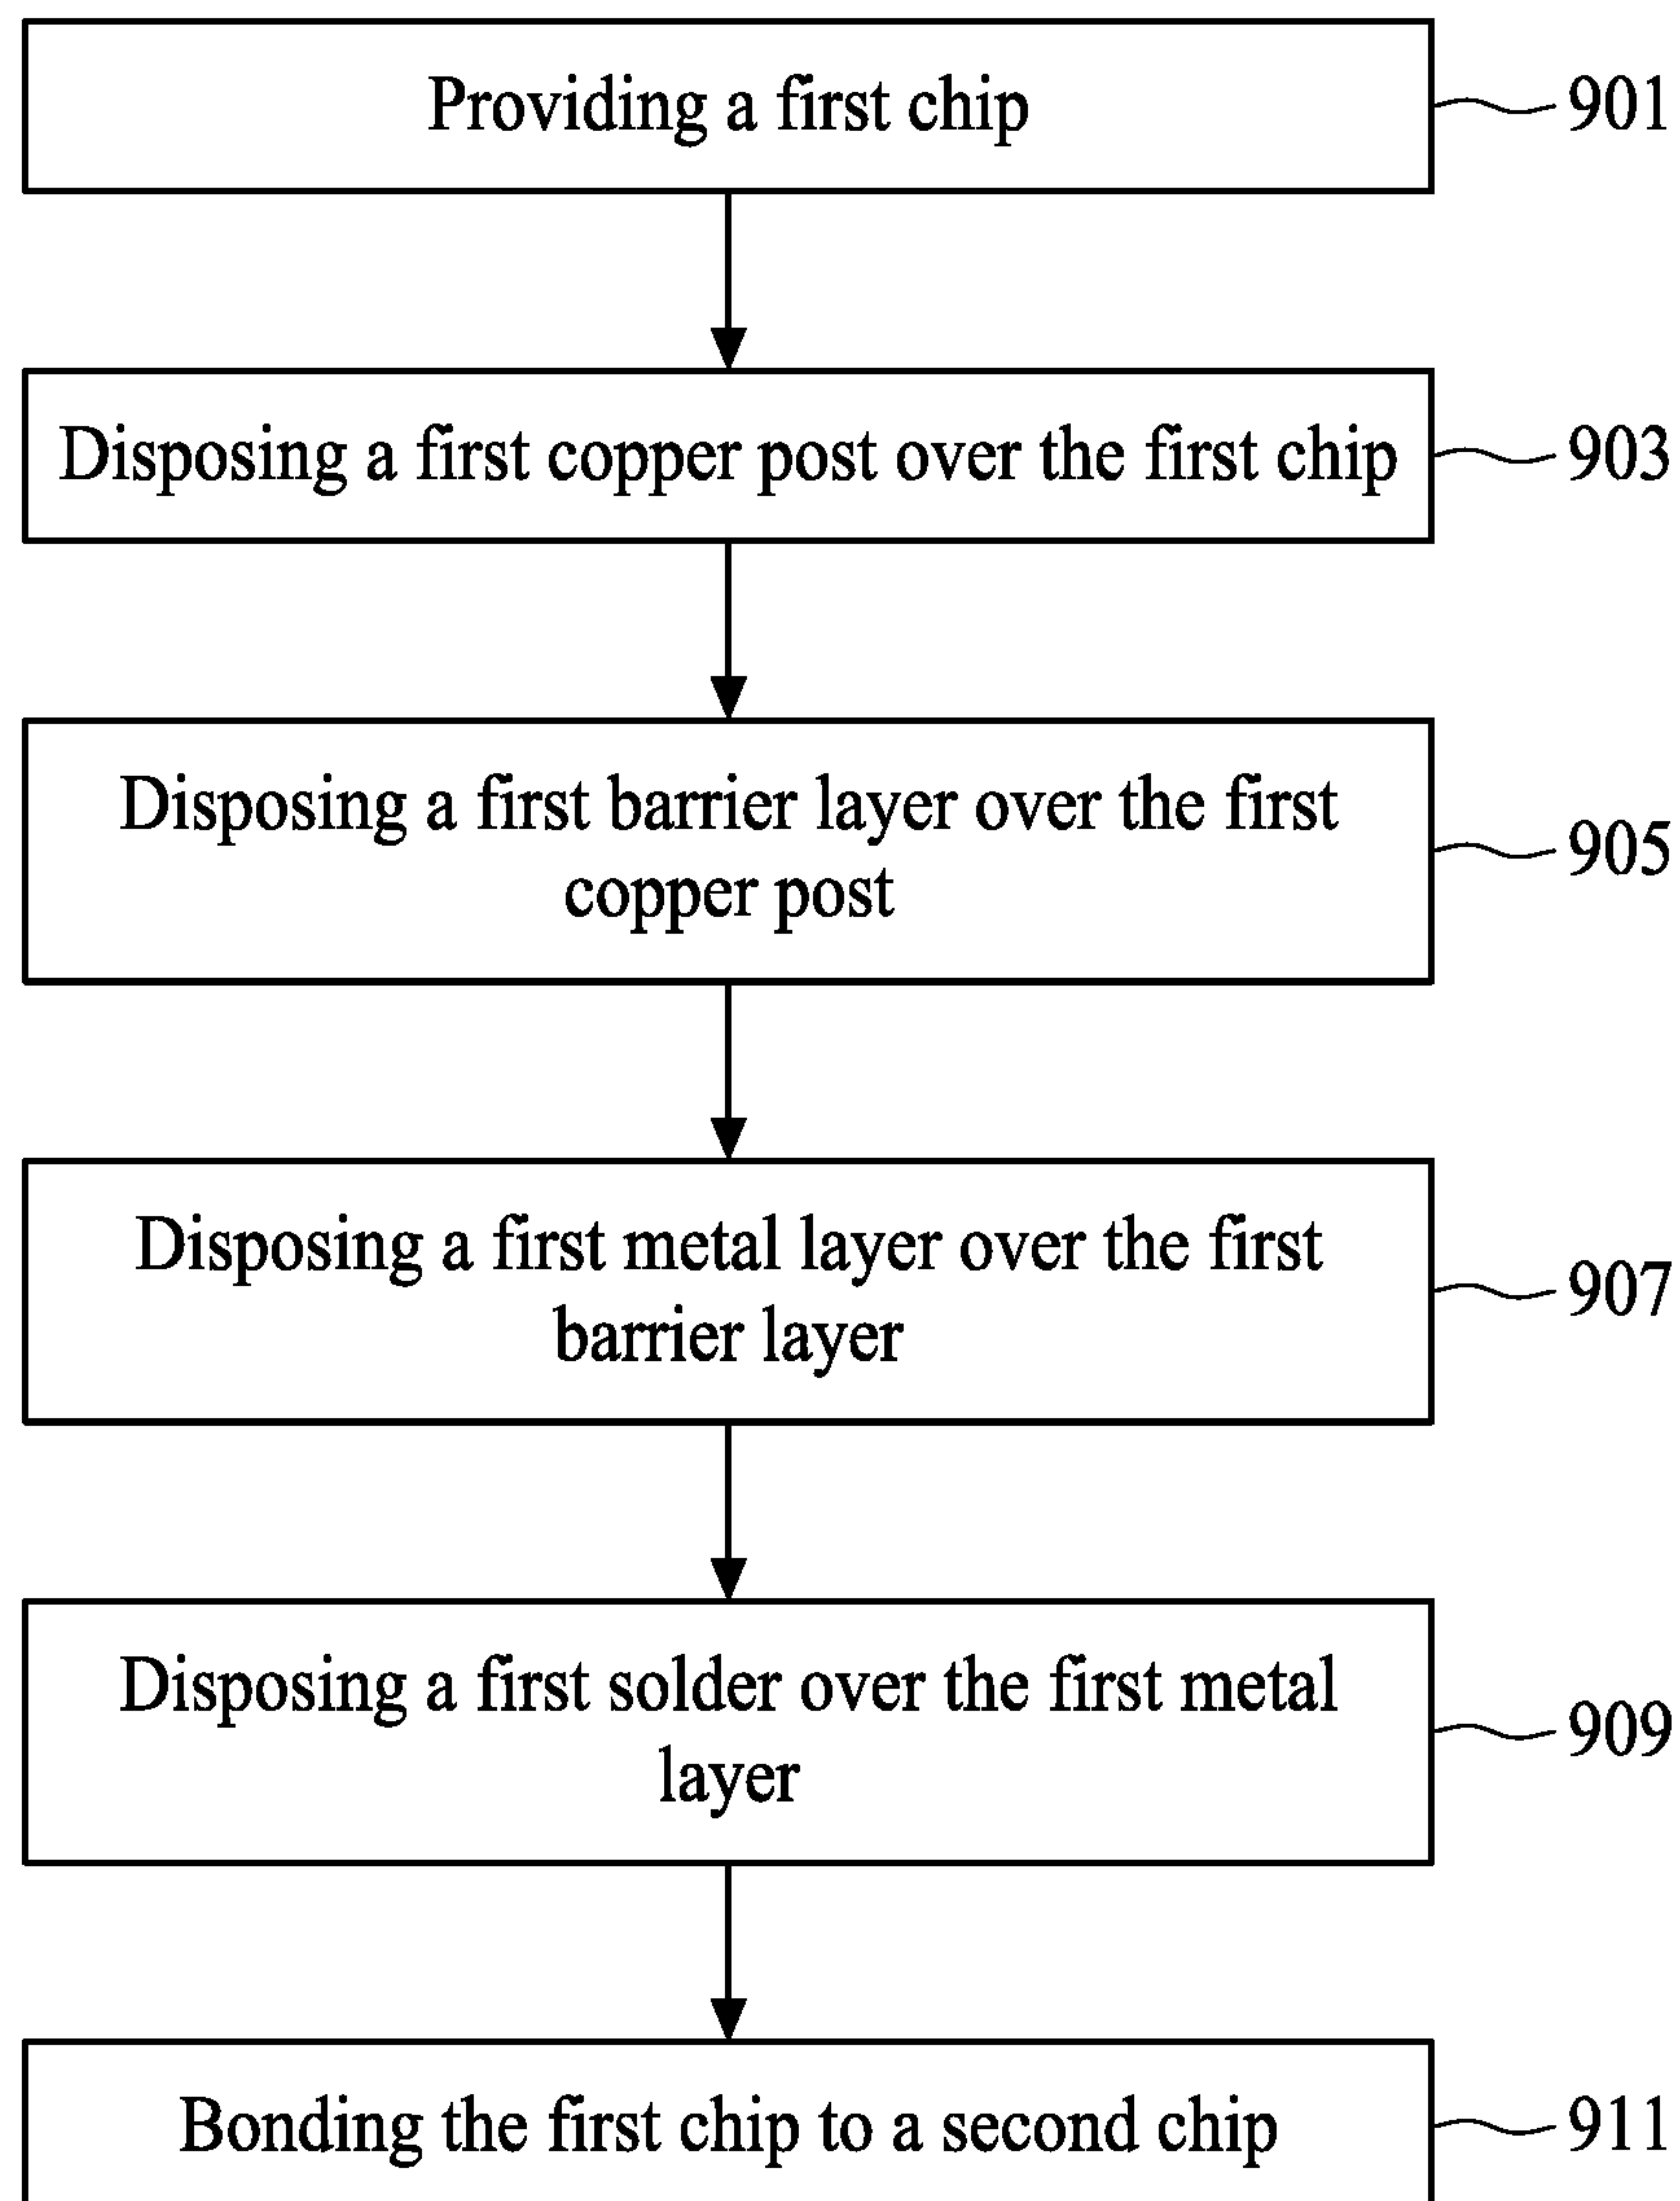 Providing a first chip
901
Disposing a first copper post over the first chip
903
Disposing a first barrier layer over the first
copper post
905
Disposing a first metal layer over the first
barrier layer
907
Disposing a first solder over the first metal
layer
909
Bonding the first chip to a second chip
911